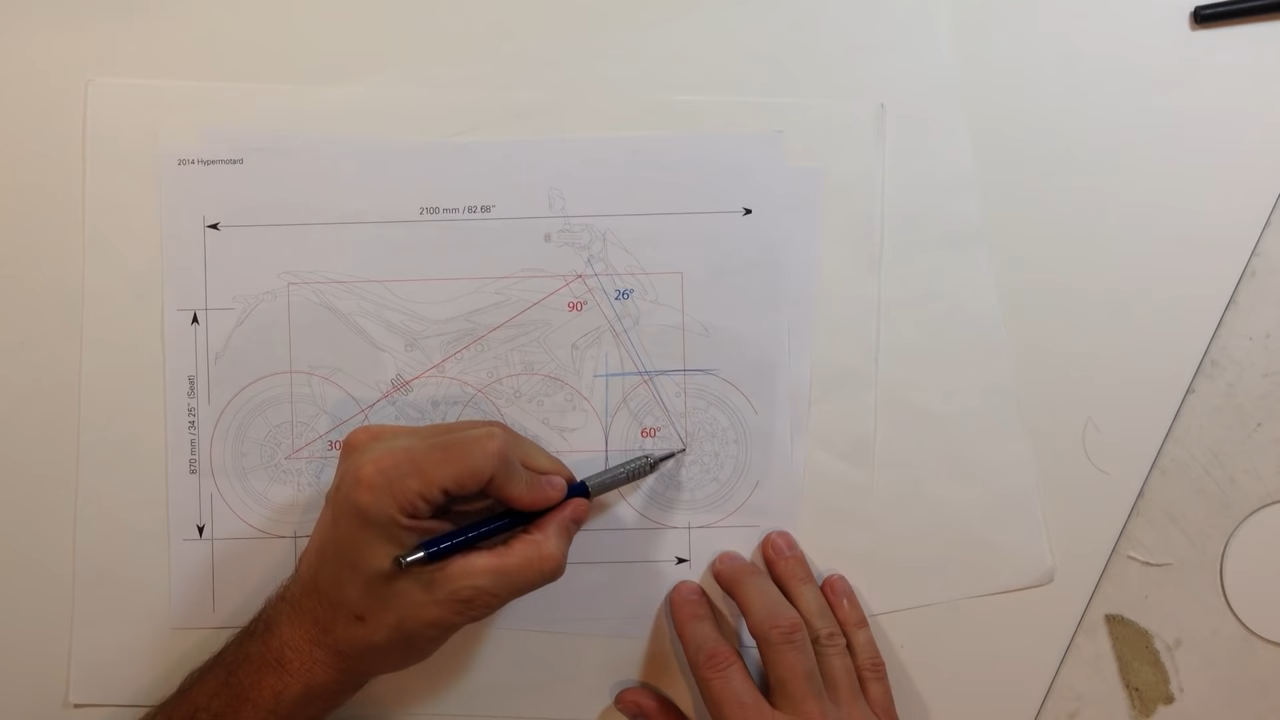 2014 Hypermotard
2100 mm / 82.68"
90°
26°
870 mm / 34.25" (Seat)
30
60°